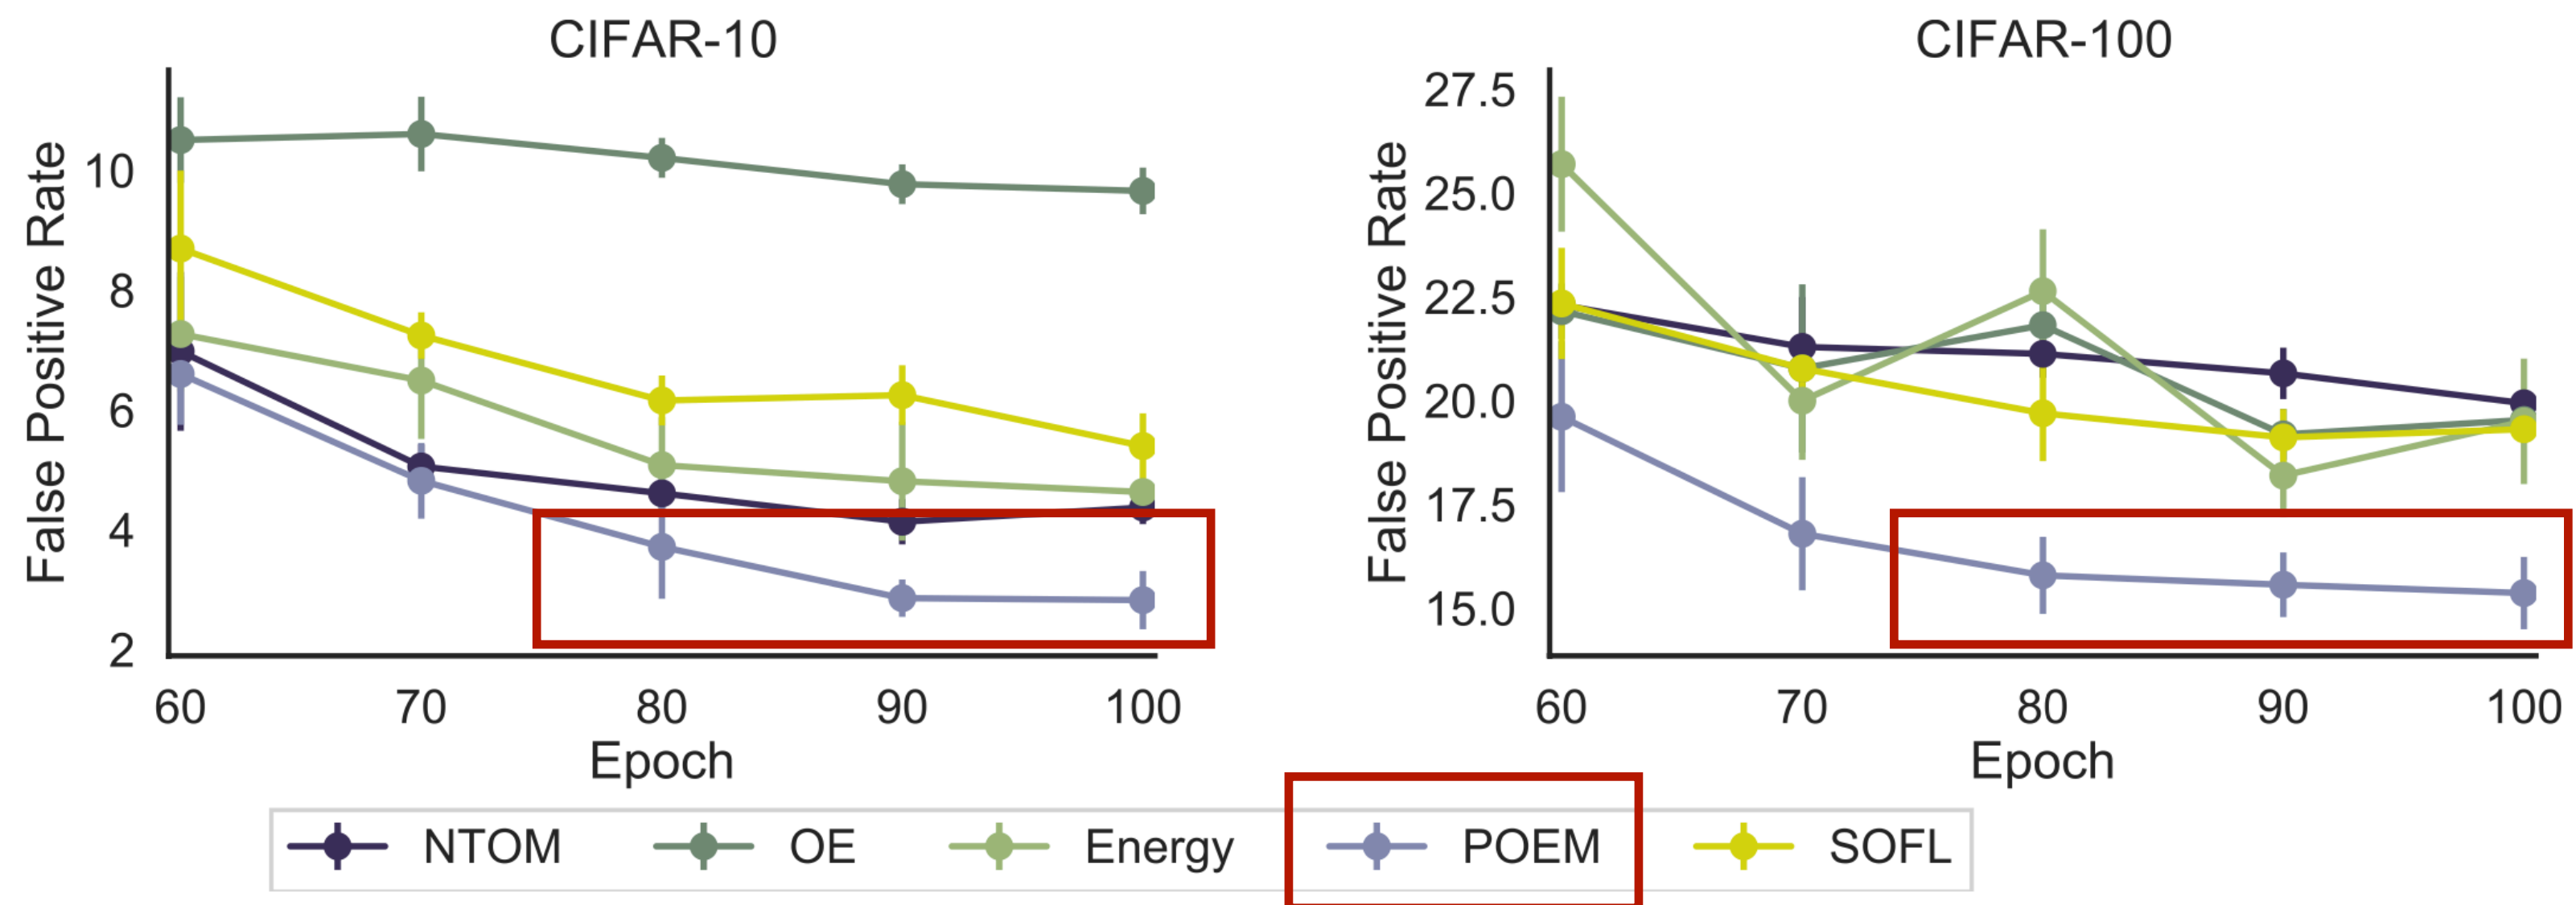 CIFAR-10
False Positive Rate
10
8
6
4
2
60 70 80 90 100
Epoch
CIFAR-100
False Positive Rate
27.5
25.0
22.5
20.0
17.5
15.0
60 70 80 90 100
Epoch
NTOM OE Energy POEM SOFL